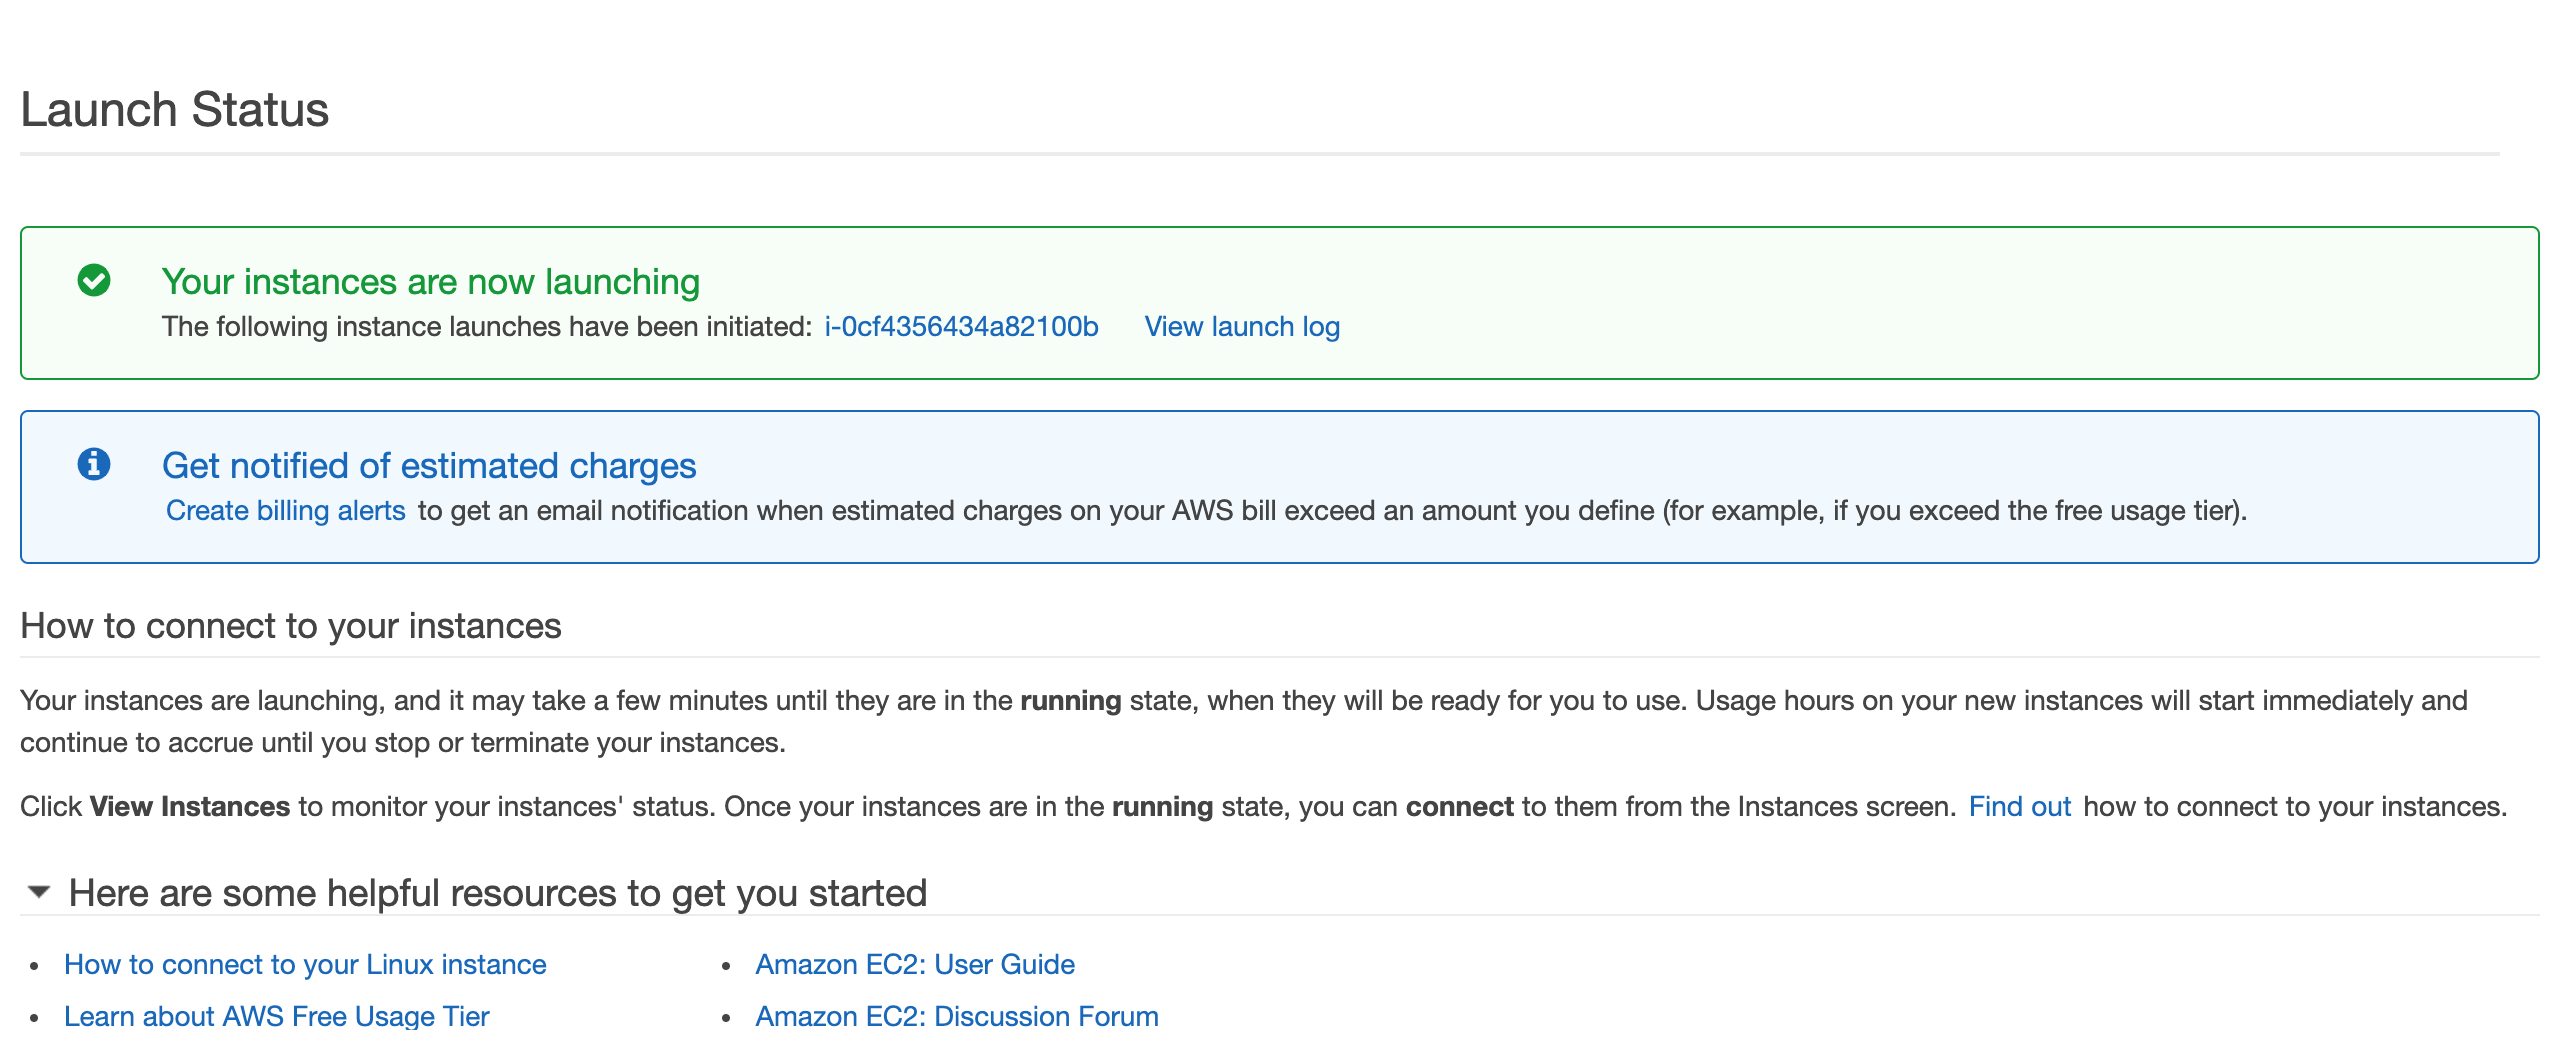 Launch Status
Your instances are now launching
The following instance launches have been initiated: i-0cf4356434a82100b View launch log
Get notified of estimated charges
Create billing alerts to get an email notification when estimated charges on your AWS bill exceed an amount you define (for example, if you exceed the free usage tier).
How to connect to your instances
Your instances are launching, and it may take a few minutes until they are in the running state, when they will be ready for you to use. Usage hours on your new instances will start immediately and
continue to accrue until you stop or terminate your instances.
Click View Instances to monitor your instances' status. Once your instances are in the running state, you can connect to them from the Instances screen. Find out how to connect to your instances.
Here are some helpful resources to get you started
• How to connect to your Linux instance
• Learn about AWS Free Usage Tier
• Amazon EC2: User Guide
• Amazon EC2: Discussion Forum